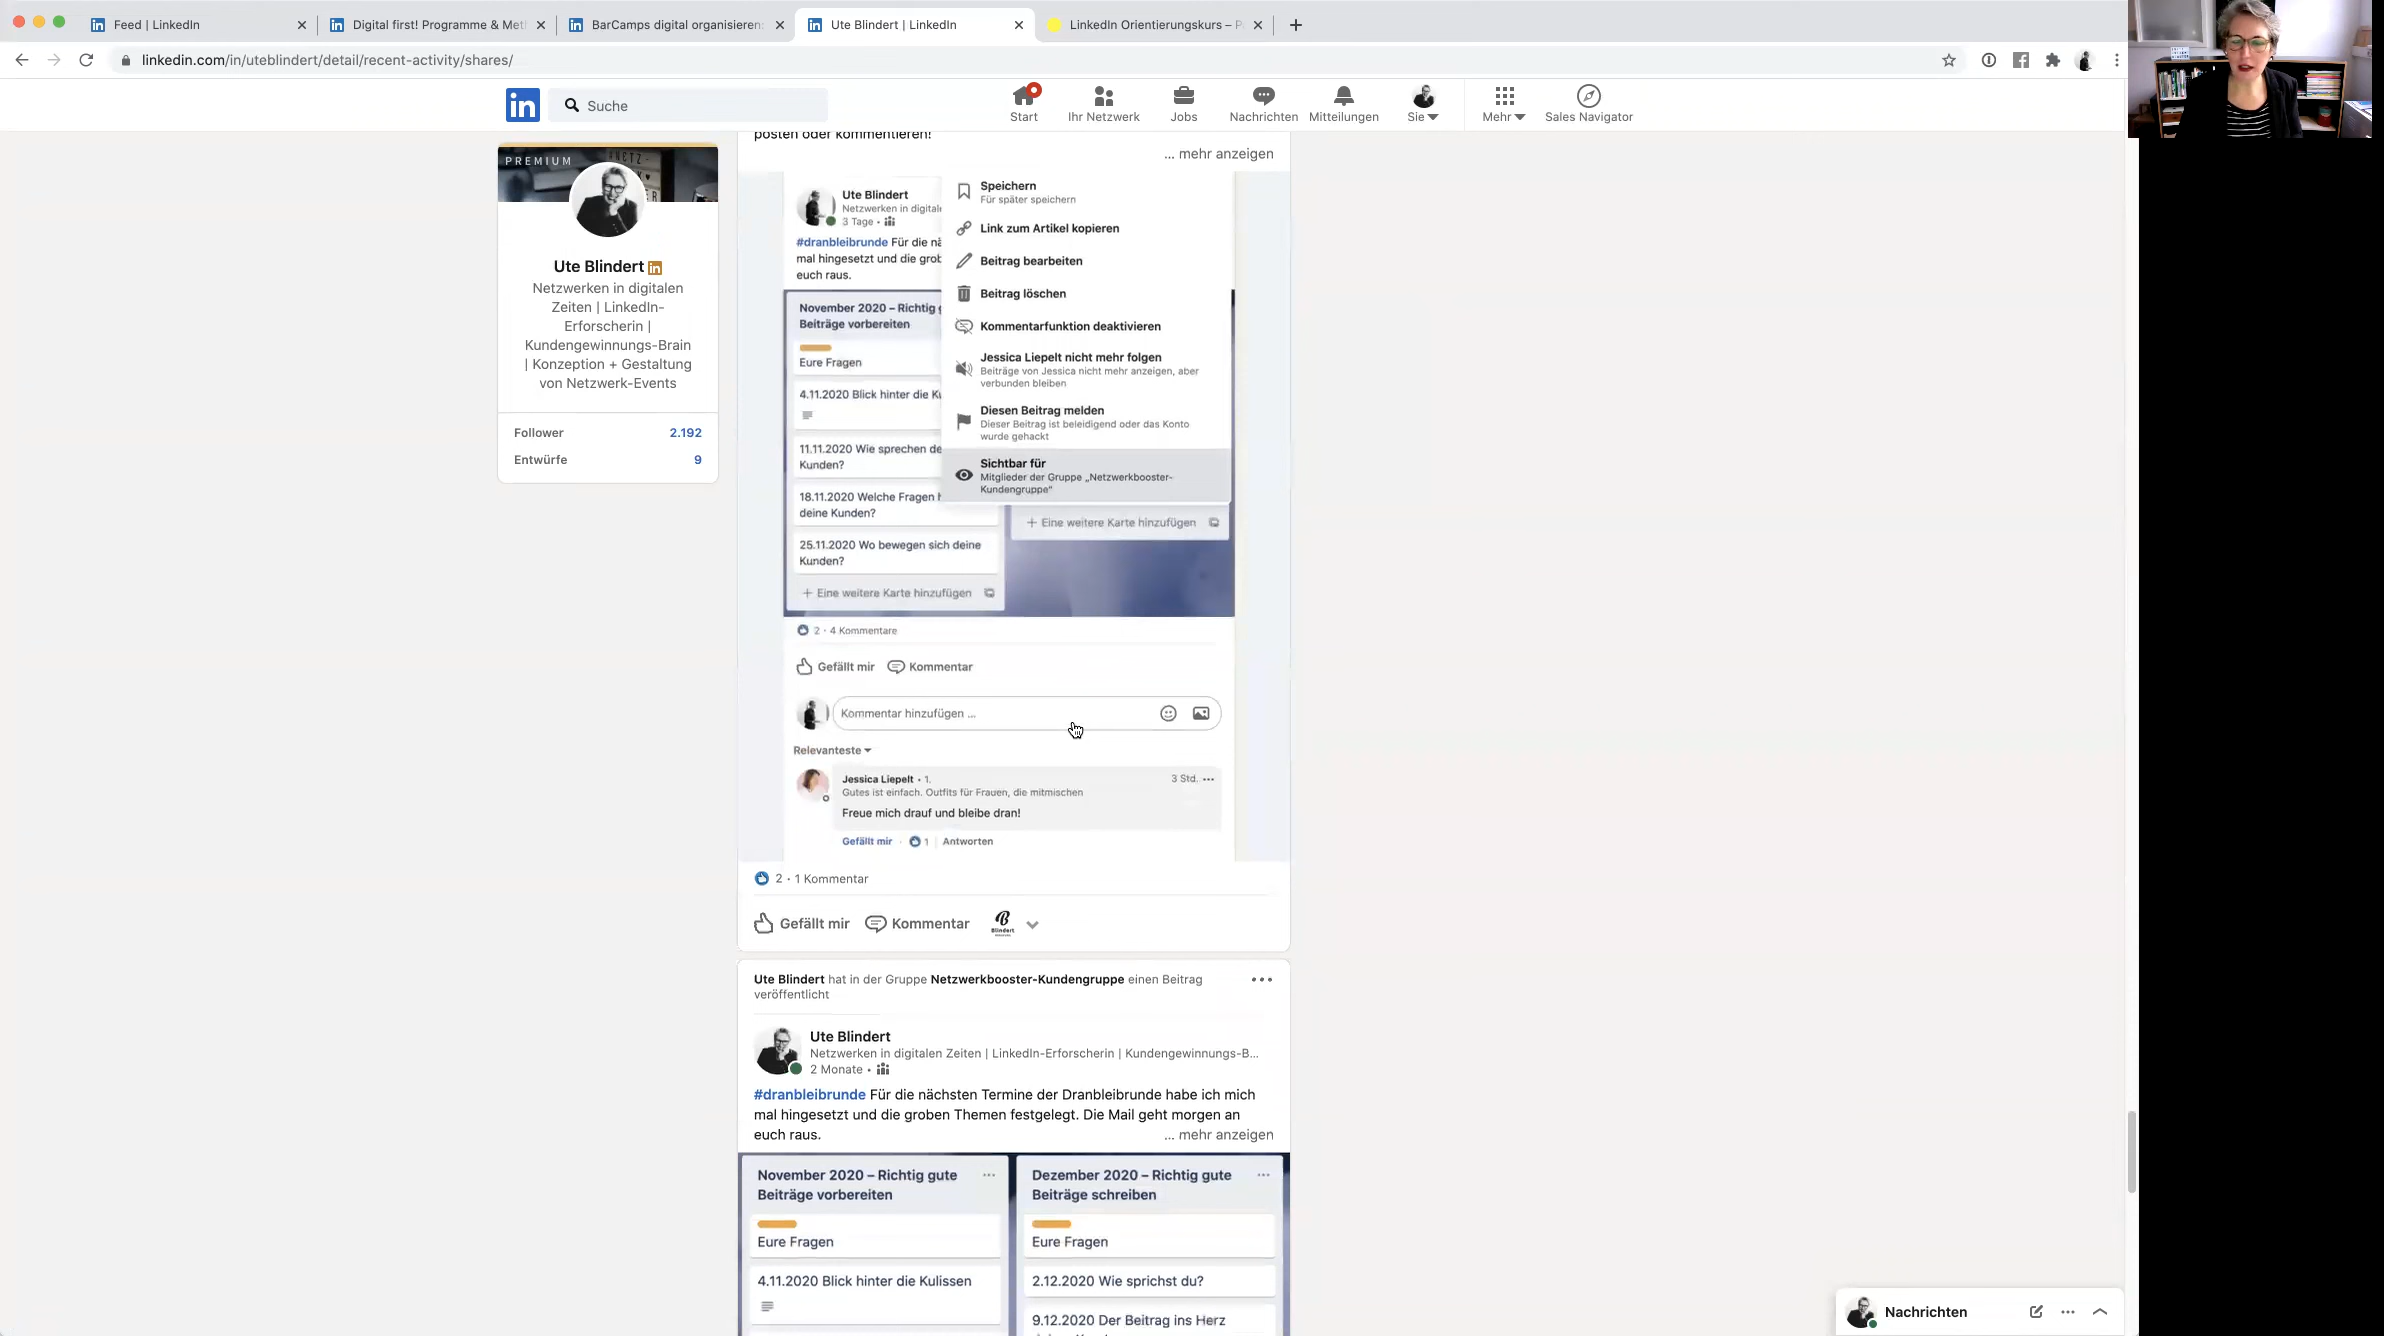 Feed | LinkedIn
Digital first! Programme & Met
BarCamps digital organisieren:
Ute Blindert | LinkedIn
LinkedIn Orientierungskurs – P
linkedin.com/in/uteblindert/detail/recent-activity/shares/
in
Suche
Start
Ihr Netzwerk
Jobs
Nachrichten
Mitteilungen
Sie
Mehr
Sales Navigator
PREMIUM
Ute Blindert
Netzwerken in digitalen
Zeiten | LinkedIn-
Erforscherin |
Kundengewinnungs-Brain
| Konzeption + Gestaltung
von Netzwerk-Events
Follower 2.192
Entwürfe 9
posten oder kommentieren!
... mehr anzeigen
Ute Blindert
Netzwerken in digitale
3 Tage •
#dranbleibrunde Für die nä
mal hingesetzt und die grob
euch raus.
November 2020 – Richtig g
Beiträge vorbereiten
Eure Fragen
4.11.2020 Blick hinter die Ku
11.11.2020 Wie sprechen de
Kunden?
18.11.2020 Welche Fragen h
deine Kunden?
25.11.2020 Wo bewegen sich deine
Kunden?
+ Eine weitere Karte hinzufügen
Speichern
Für später speichern
Link zum Artikel kopieren
Beitrag bearbeiten
Beitrag löschen
Kommentarfunktion deaktivieren
Jessica Liepelt nicht mehr folgen
Beiträge von Jessica nicht mehr anzeigen, aber
verbunden bleiben
Diesen Beitrag melden
Dieser Beitrag ist beleidigend oder das Konto
wurde gehackt
Sichtbar für
Mitglieder der Gruppe „Netzwerkbooster-
Kundengruppe“
+ Eine weitere Karte hinzufügen
2 · 4 Kommentare
Gefällt mir Kommentar
Kommentar hinzufügen ...
Relevanteste
Jessica Liepelt • 1. 3 Std. ...
Gutes ist einfach. Outfits für Frauen, die mitmischen
Freue mich drauf und bleibe dran!
Gefällt mir · 1 | Antworten
2 · 1 Kommentar
Gefällt mir Kommentar
B
Blindert
Ute Blindert hat in der Gruppe Netzwerkbooster-Kundengruppe einen Beitrag
veröffentlicht
Ute Blindert
Netzwerken in digitalen Zeiten | LinkedIn-Erforscherin | Kundengewinnungs-B...
2 Monate •
#dranbleibrunde Für die nächsten Termine der Dranbleibrunde habe ich mich
mal hingesetzt und die groben Themen festgelegt. Die Mail geht morgen an
euch raus. ... mehr anzeigen
November 2020 – Richtig gute
Beiträge vorbereiten
Eure Fragen
4.11.2020 Blick hinter die Kulissen
Dezember 2020 – Richtig gute
Beiträge schreiben
Eure Fragen
2.12.2020 Wie sprichst du?
9.12.2020 Der Beitrag ins Herz
Nachrichten